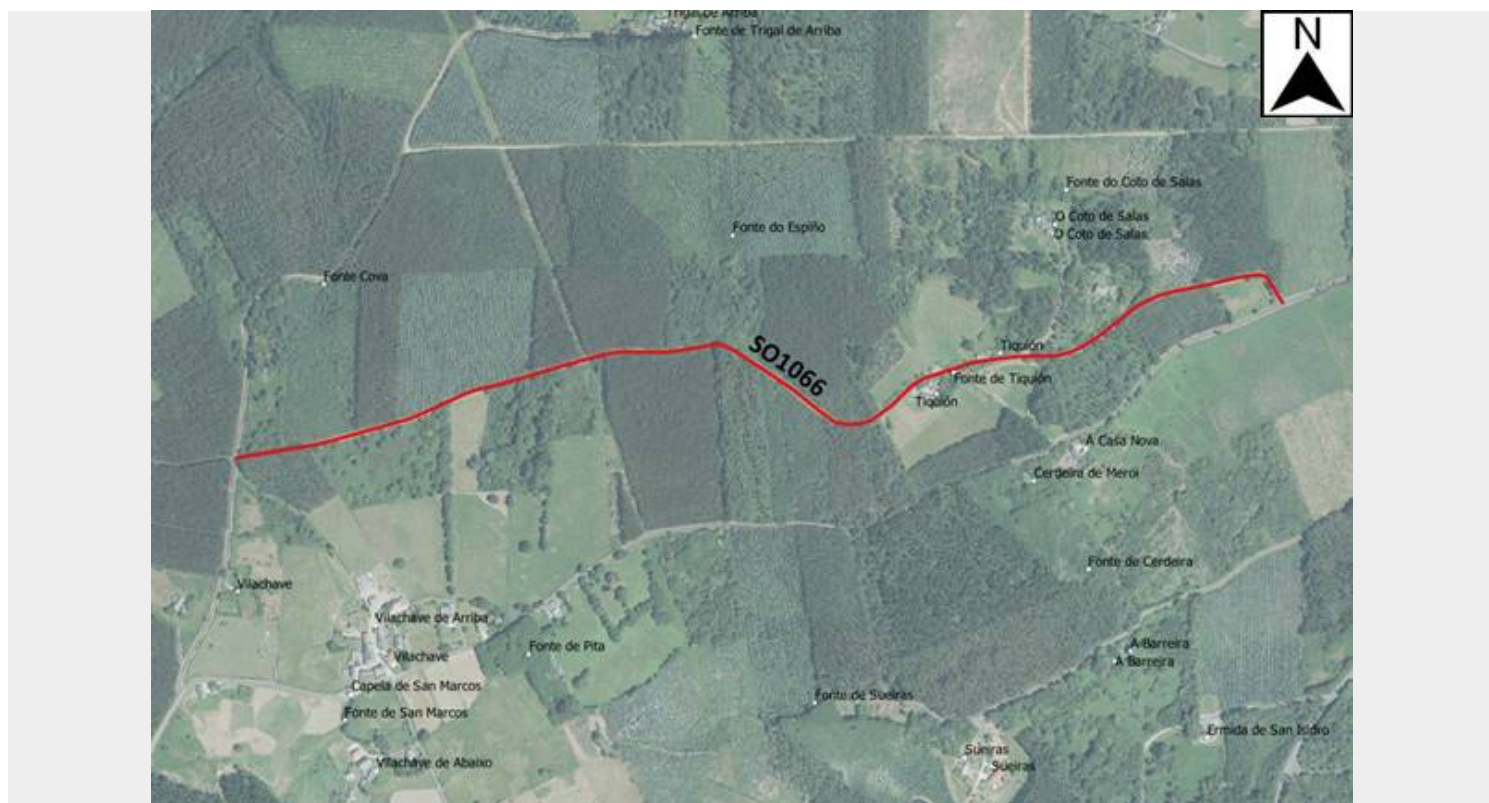 Trigal de Arriba
Fonte de Trigal de Arriba
N
Fonte do Coto de Salas
O Coto de Salas
O Coto de Salas
Fonte do Espiño
Fonte Cova
SO1066
Tiquión
Fonte de Tiquión
Tiquión
A Casa Nova
Cerdeira de Meroi
Fonte de Cerdeira
Vilachave
Vilachave de Arriba
Fonte de Pita
Vilachave
A Barreira
A Barreira
Capela de San Marcos
Fonte de San Marcos
Fonte de Sueiras
Ermida de San Isidro
Vilachave de Abaixo
Sueiras
Sueiras